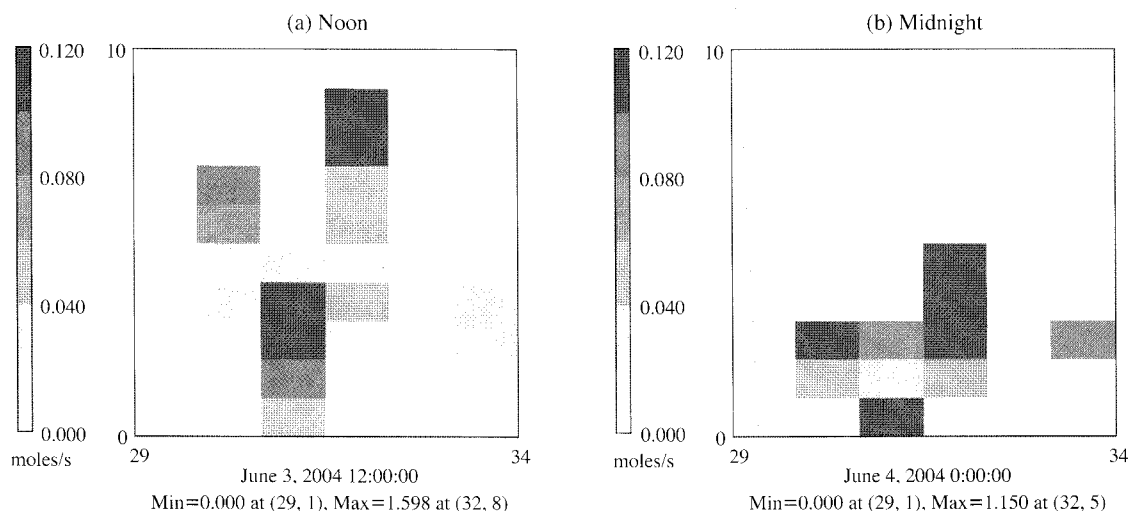 (a) Noon
0.120
0.080
0.040
0.000
moles/s
10
0
29
34
June 3, 2004 12:00:00
Min=0.000 at (29, 1), Max=1.598 at (32, 8)
(b) Midnight
0.120
0.080
0.040
0.000
moles/s
10
0
29
34
June 4, 2004 0:00:00
Min=0.000 at (29, 1), Max=1.150 at (32, 5)